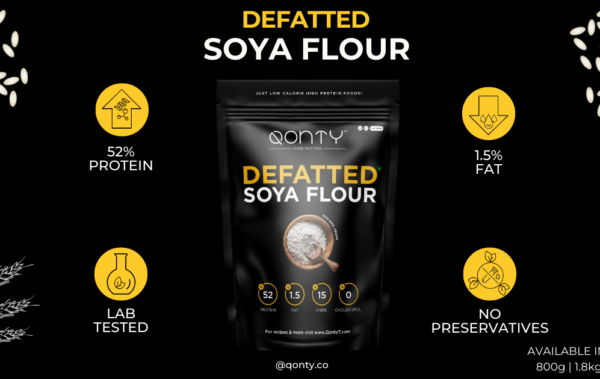 DEFATTED
SOYA FLOUR
52%
PROTEIN
1.5%
FAT
LAB
TESTED
NO
PRESERVATIVES
JUST LOW CALORIE HIGH PROTEIN FOODS!
QONTY™
DEFATTED
SOYA FLOUR
52
1.5
15
0
PROTEIN
FAT
FIBRE
CHOLESTEROL
For recipes & more visit www.QontyT.com
@qonty.co
AVAILABLE IN
800g | 1.8kg